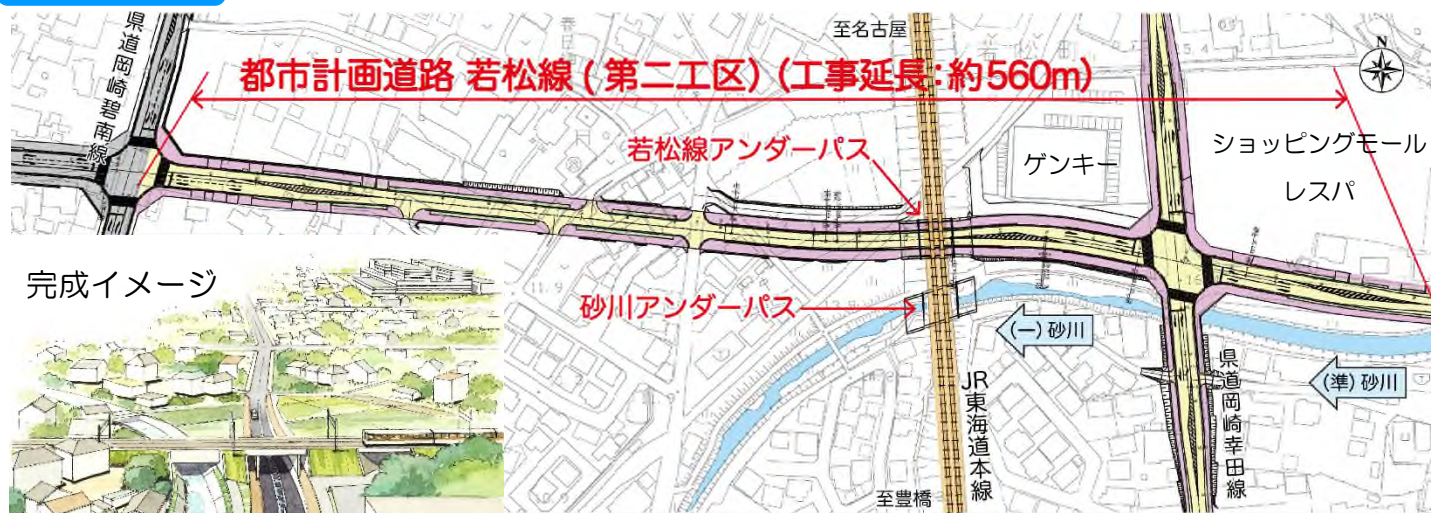 至名古屋
都市計画道路 若松線 ( 第二工区) (工事延長:約560m)
N
県道岡崎碧南線
若松線アンダーパス
ゲンキー
ショッピングモール
レスパ
完成イメージ
砂川アンダーパス
(一) 砂川
(準) 砂川
JR東海道本線
県道岡崎幸田線
至豊橋